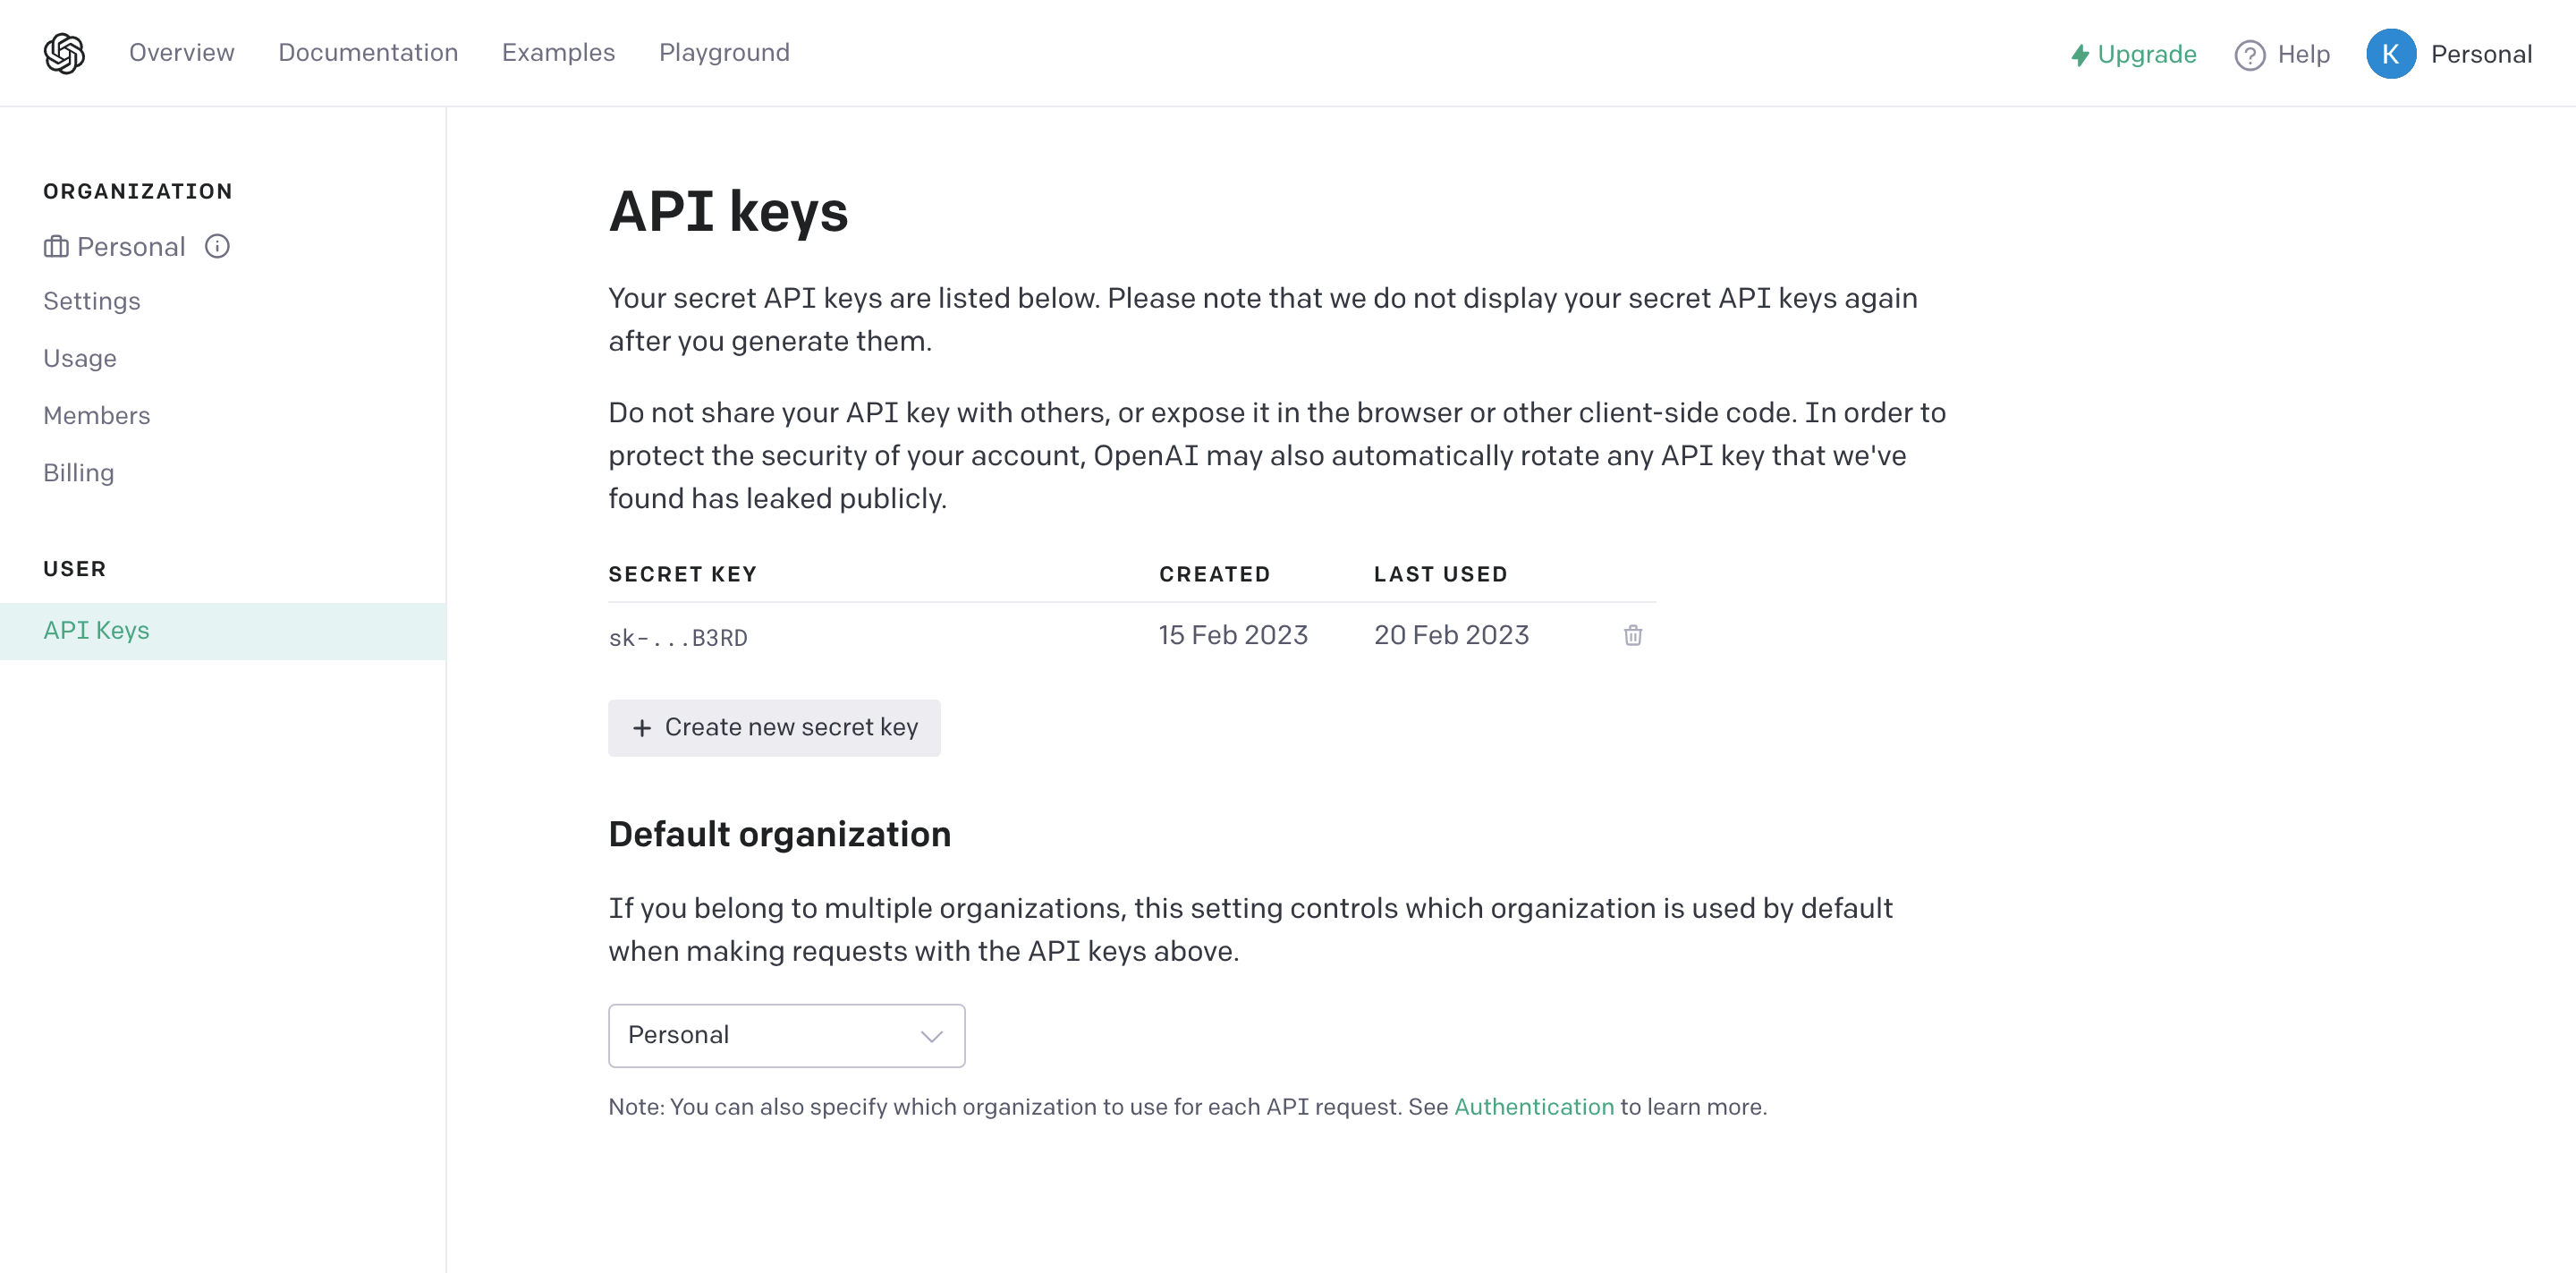 Overview Documentation Examples Playground
Upgrade Help K Personal
ORGANIZATION
Personal
Settings
Usage
Members
Billing
USER
API Keys
API keys
Your secret API keys are listed below. Please note that we do not display your secret API keys again
after you generate them.
Do not share your API key with others, or expose it in the browser or other client-side code. In order to
protect the security of your account, OpenAI may also automatically rotate any API key that we've
found has leaked publicly.
SECRET KEY CREATED LAST USED
sk-...B3RD 15 Feb 2023 20 Feb 2023
+ Create new secret key
Default organization
If you belong to multiple organizations, this setting controls which organization is used by default
when making requests with the API keys above.
Personal
Note: You can also specify which organization to use for each API request. See Authentication to learn more.